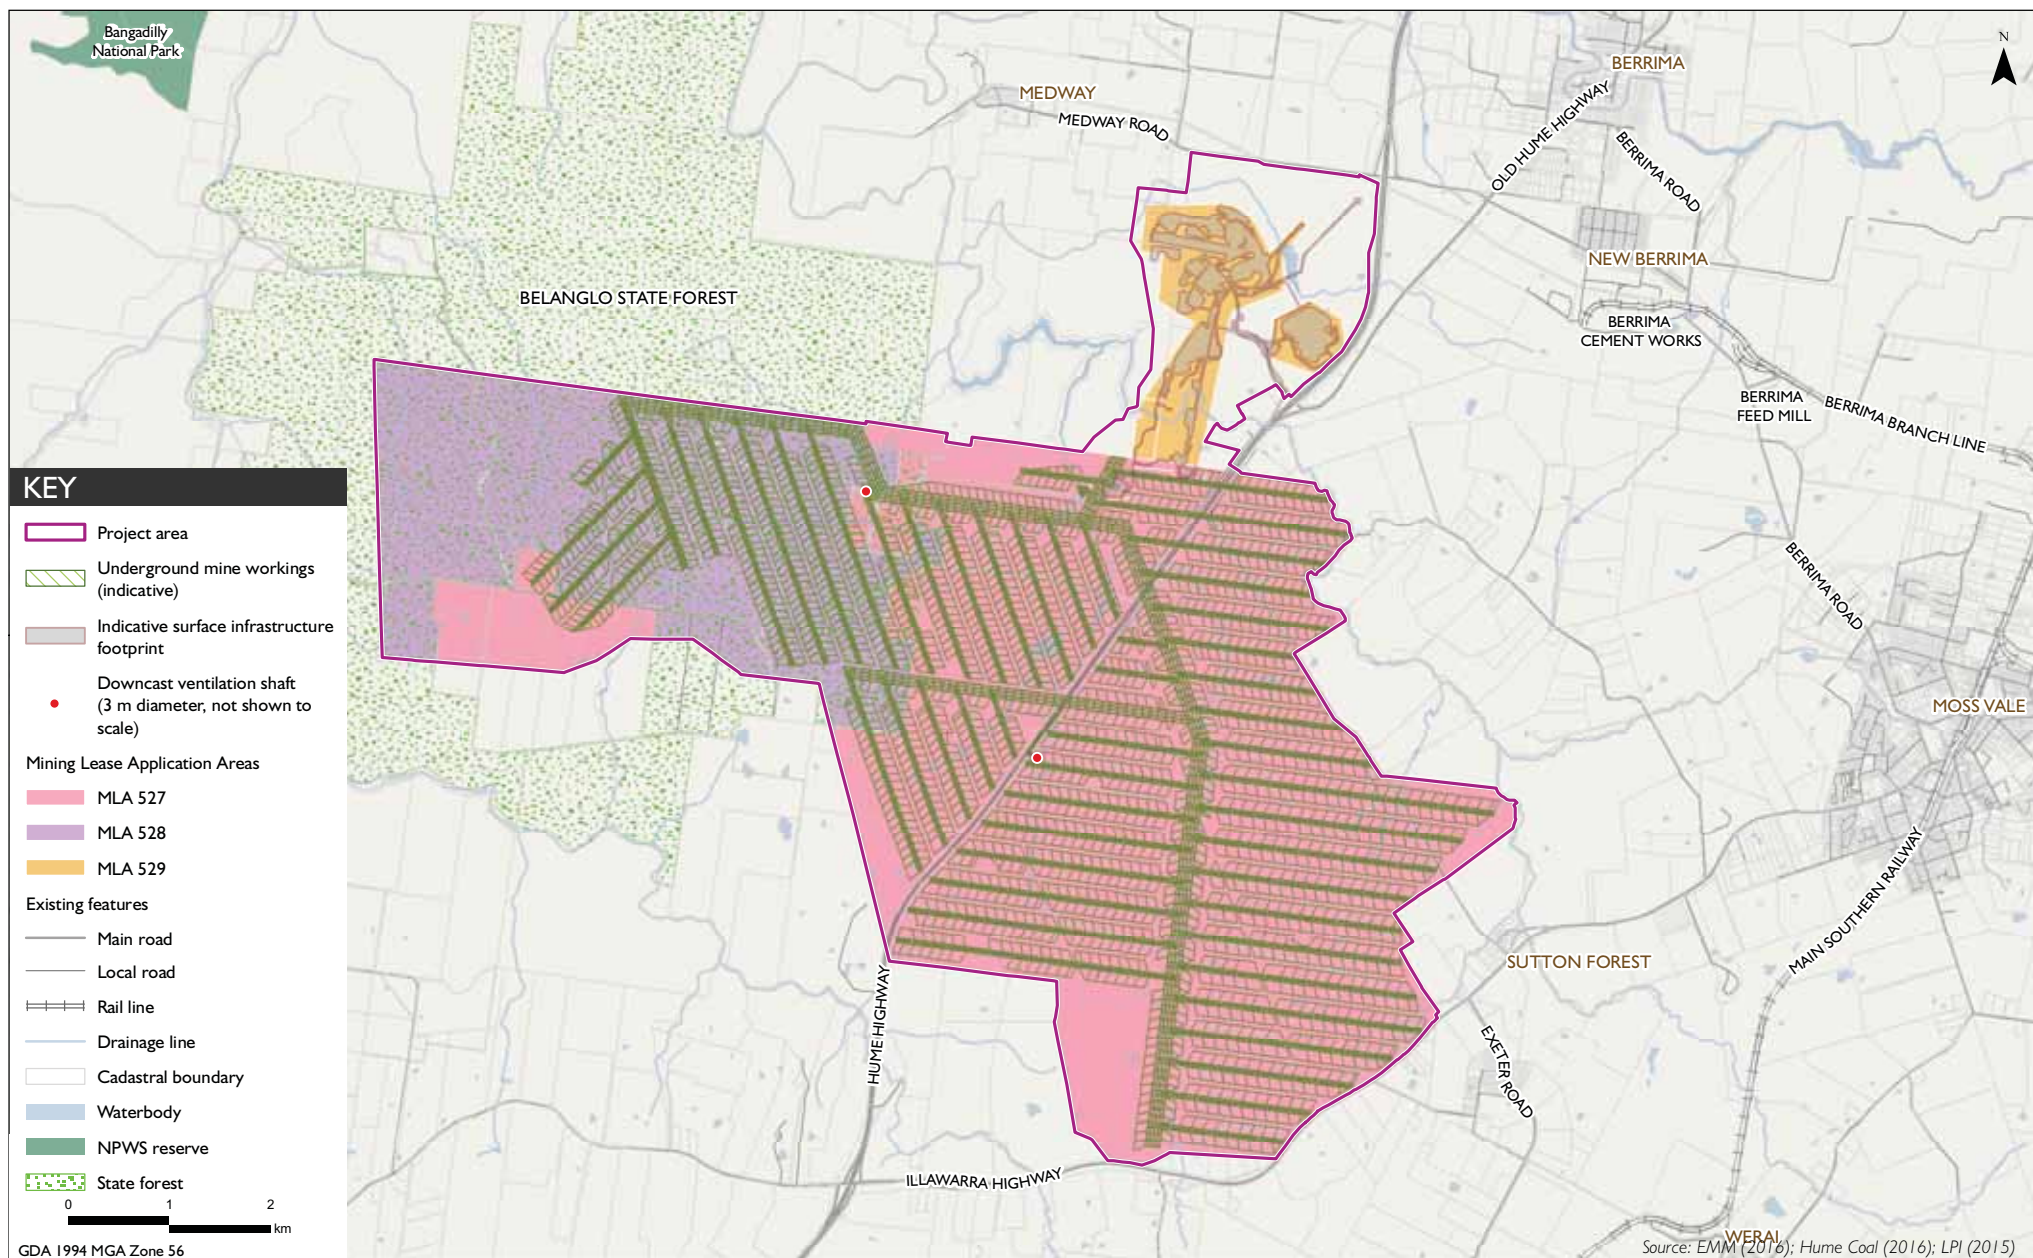 Bangadilly
National Park
N
BERRIMA
MEDWAY
MEDWAY ROAD
OLD HUME HIGHWAY
BERRIMA ROAD
NEW BERRIMA
BELANGLO STATE FOREST
BERRIMA
CEMENT WORKS
BERRIMA
FEED MILL
BERRIMA BRANCH LINE
BERRIMA ROAD
MOSS VALE
MAIN SOUTHERN RAILWAY
SUTTON FOREST
EXETER ROAD
HUME HIGHWAY
ILLAWARRA HIGHWAY
WERAI
KEY
Project area
Underground mine workings
(indicative)
Indicative surface infrastructure
footprint
Downcast ventilation shaft
(3 m diameter, not shown to
scale)
Mining Lease Application Areas
MLA 527
MLA 528
MLA 529
Existing features
Main road
Local road
Rail line
Drainage line
Cadastral boundary
Waterbody
NPWS reserve
State forest
0 1 2
km
GDA 1994 MGA Zone 56
Source: EMM (2016); Hume Coal (2016); LPI (2015)